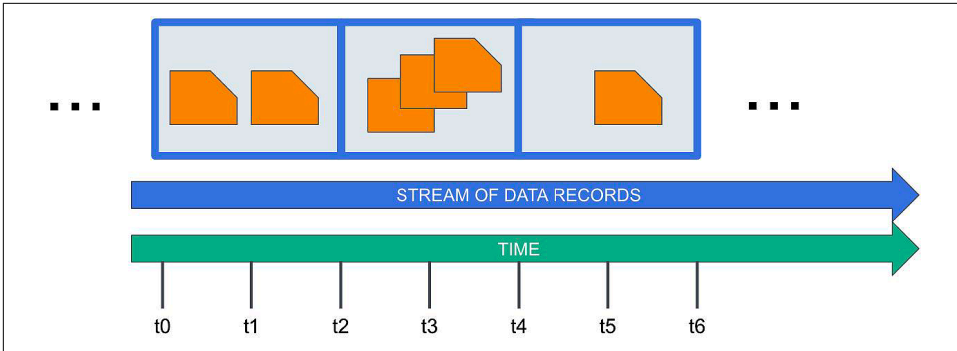 ... ...
STREAM OF DATA RECORDS
TIME
t0 t1 t2 t3 t4 t5 t6